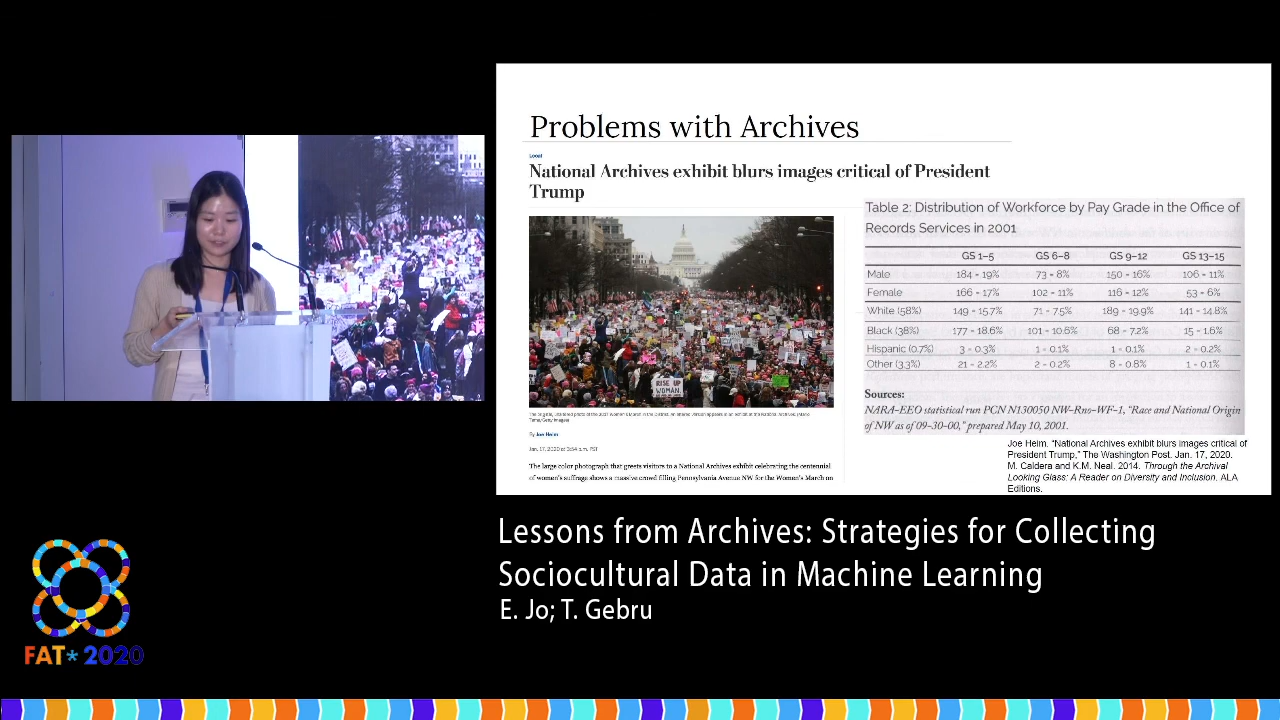 Problems with Archives
Local
National Archives exhibit blurs images critical of President
Trump
RISE UP
WOMAN
By Joe Heim
Jan. 17, 2020 at
The large color photograph that greets visitors to a National Archives exhibit celebrating the centennial
of women's suffrage shows a massive crowd filling Pennsylvania Avenue NW for the Women's March on
Table 2: Distribution of Workforce by Pay Grade in the Office of
Records Services in 2001
GS 1–5 GS 6–8 GS 9–12 GS 13–15
Male 184 = 19% 73 = 8% 150 = 16% 106 = 11%
Female 166 = 17% 102 = 11% 116 = 12% 53 = 6%
White (58%) 149 = 15.7% 71 = 7.5% 189 = 19.9% 141 = 14.8%
Black (38%) 177 = 18.6% 101 = 10.6% 68 = 7.2% 15 = 1.6%
Hispanic (0.7%) 3 = 0.3% 1 = 0.1% 1 = 0.1% 2 = 0.2%
Other (3.3%) 21 = 2.2% 2 = 0.2% 8 = 0.8% 1 = 0.1%
Sources:
NARA-EEO statistical run "CN A12050 NW-Rno-WT-1, "Race and National Origin
of NW as of 09-30-00," prepared May 10, 2001.
Joe Heim. "National Archives exhibit blurs images critical of
President Trump," The Washington Post. Jan. 17, 2020.
M. Caldera and K.M. Neal. 2014. Through the Archival
Looking Glass: A Reader on Diversity and Inclusion. ALA
Editions.
Lessons from Archives: Strategies for Collecting
Sociocultural Data in Machine Learning
E. Jo; T. Gebru
FAT* 2020